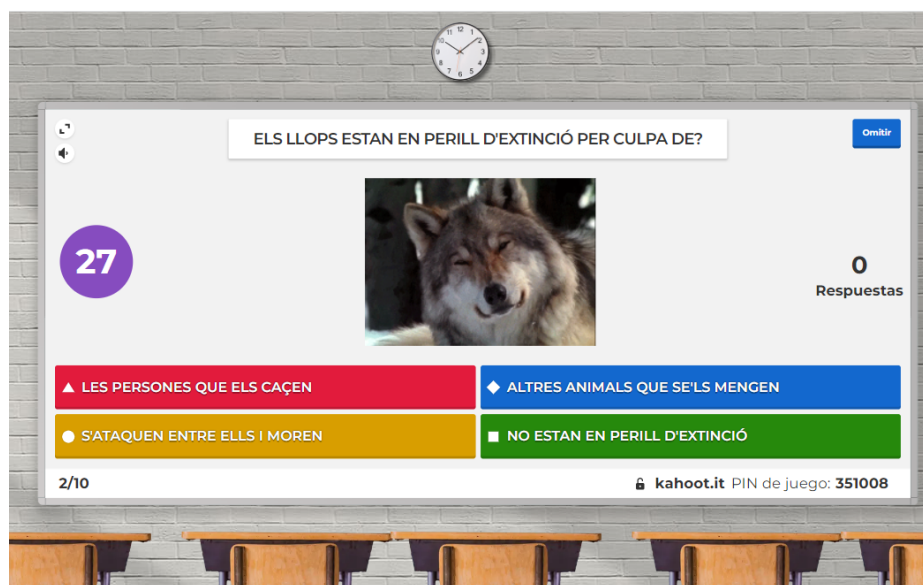 ELS LLOPS ESTAN EN PERILL D'EXTINCIÓ PER CULPA DE?
Omitir
27
0
Respuestas
LES PERSONES QUE ELS CAÇEN
ALTRES ANIMALS QUE SE'LS MENGEN
S'ATAQUEN ENTRE ELLS I MOREN
NO ESTAN EN PERILL D'EXTINCIÓ
2/10
kahoot.it PIN de juego: 351008